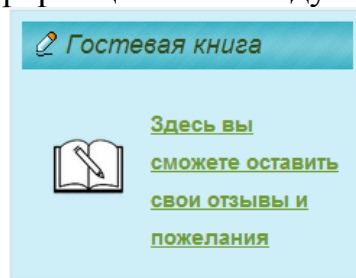 Гостевая книга
Здесь вы
сможете оставить
свои отзывы и
пожелания